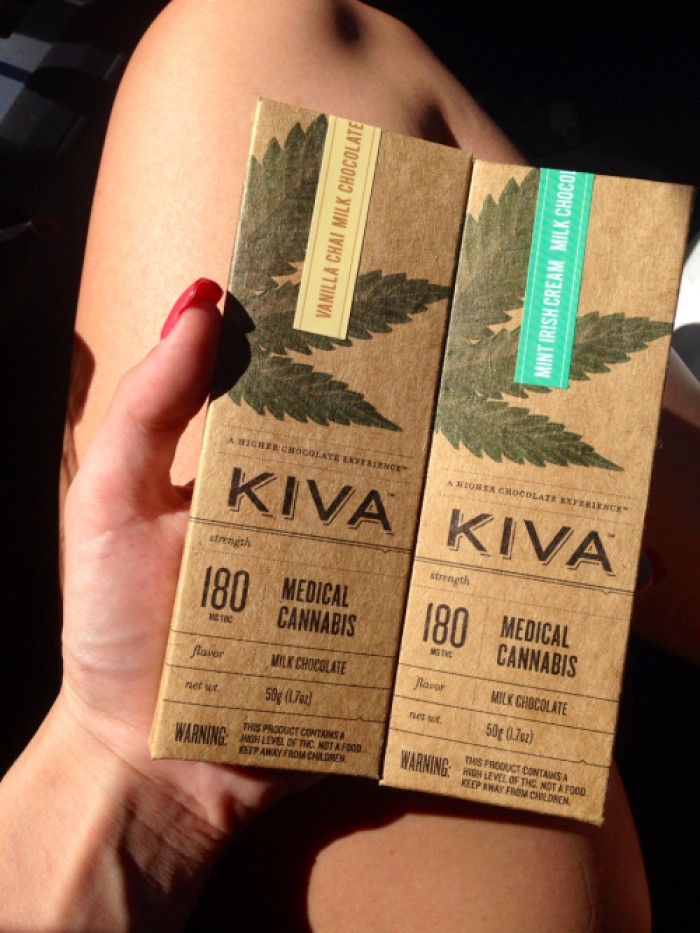 VANILLA CHAI MILK CHOCOLATE
A HIGHER CHOCOLATE EXPERIENCE™
KIVA™
strength
180
MG THC
MEDICAL
CANNABIS
flavor
MILK CHOCOLATE
net wt.
50g (1.7oz)
WARNING:
THIS PRODUCT CONTAINS A
HIGH LEVEL OF THC. NOT A FOOD.
KEEP AWAY FROM CHILDREN.
MINT IRISH CREAM MILK CHOCOL
A HIGHER CHOCOLATE EXPERIENCE™
KIVA™
strength
180
MG THC
MEDICAL
CANNABIS
flavor
MILK CHOCOLATE
net wt.
50g (1.7oz)
WARNING:
THIS PRODUCT CONTAINS A
HIGH LEVEL OF THC. NOT A FOOD.
KEEP AWAY FROM CHILDREN.